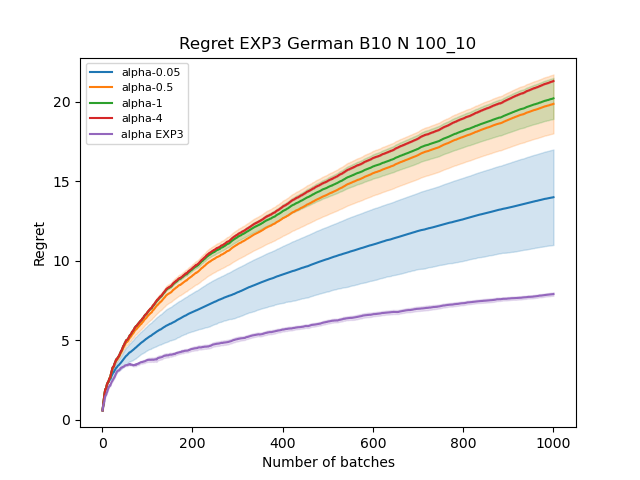 Regret EXP3 German B10 N 100_10
alpha-0.05
alpha-0.5
alpha-1
alpha-4
alpha EXP3
20
15
10
5
0
Regret
0 200 400 600 800 1000
Number of batches